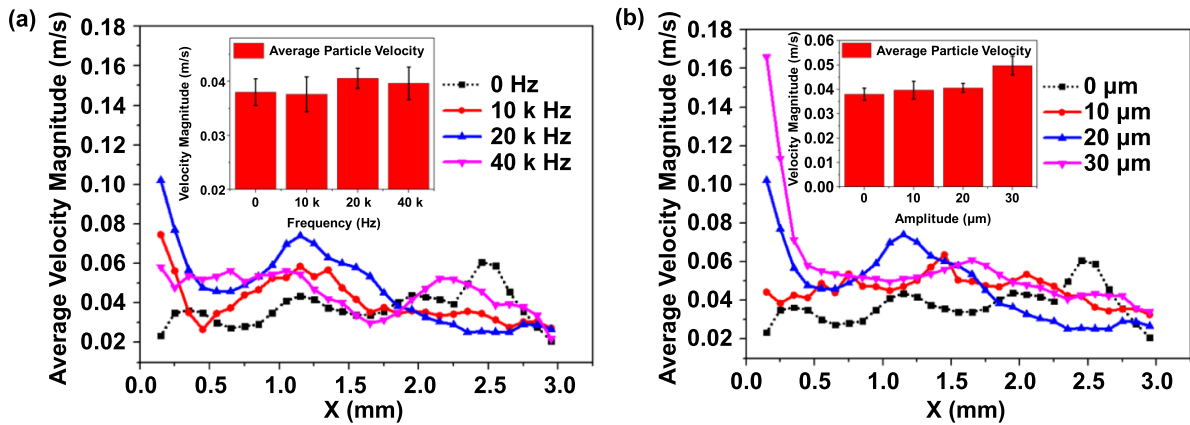 (a)
Average Velocity Magnitude (m/s)
0.18
0.16
0.14
0.12
0.10
0.08
0.06
0.04
0.02
0.0
0.5
1.0
1.5
2.0
2.5
3.0
X (mm)
Average Particle Velocity
Velocity Magnitude (m/s)
0.04
0.03
0.02
0
10 k
20 k
40 k
Frequency (Hz)
0 Hz
10 k Hz
20 k Hz
40 k Hz
(b)
Average Velocity Magnitude (m/s)
0.18
0.16
0.14
0.12
0.10
0.08
0.06
0.04
0.02
0.0
0.5
1.0
1.5
2.0
2.5
3.0
X (mm)
Average Particle Velocity
Velocity Magnitude (m/s)
0.06
0.05
0.04
0.03
0.02
0.01
0.00
0
10
20
30
Amplitude (μm)
0 μm
10 μm
20 μm
30 μm